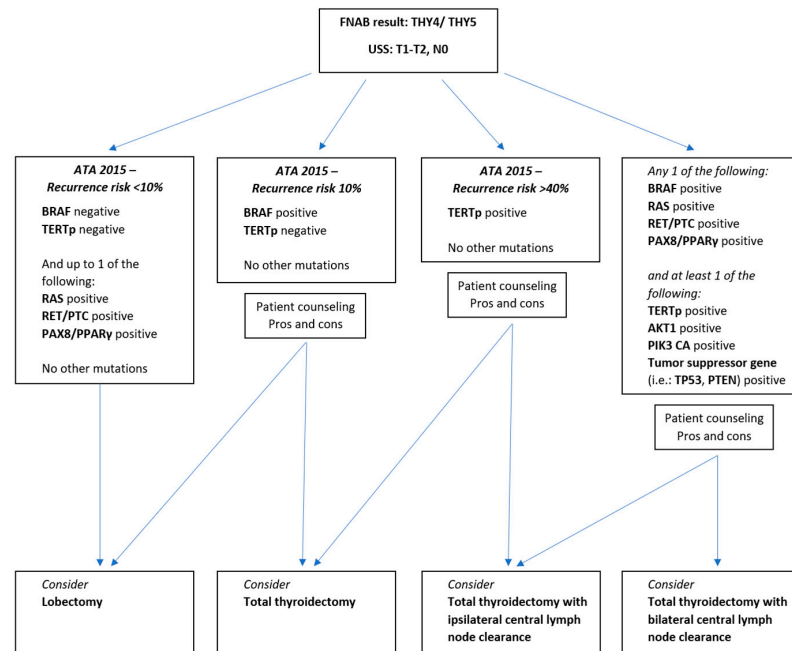 FNAB result: THY4/ THY5
USS: T1-T2, N0
ATA 2015 –
Recurrence risk <10%
BRAF negative
TERTp negative
And up to 1 of the
following:
RAS positive
RET/PTC positive
PAX8/PPARγ positive
No other mutations
ATA 2015 –
Recurrence risk 10%
BRAF positive
TERTp negative
No other mutations
Patient counseling
Pros and cons
ATA 2015 –
Recurrence risk >40%
TERTp positive
No other mutations
Patient counseling
Pros and cons
Any 1 of the following:
BRAF positive
RAS positive
RET/PTC positive
PAX8/PPARγ positive
and at least 1 of the
following:
TERTp positive
AKT1 positive
PIK3 CA positive
Tumor suppressor gene
(i.e.: TP53, PTEN) positive
Patient counseling
Pros and cons
Consider
Lobectomy
Consider
Total thyroidectomy
Consider
Total thyroidectomy with
ipsilateral central lymph
node clearance
Consider
Total thyroidectomy with
bilateral central lymph
node clearance